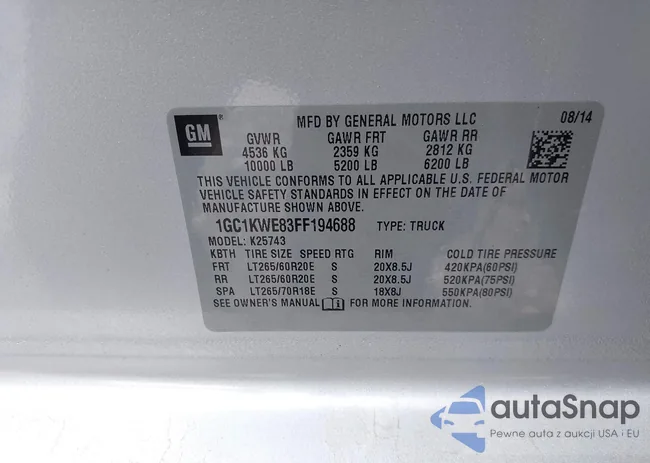 GM
MFD BY GENERAL MOTORS LLC 08/14
GVWR GAWR FRT GAWR RR
4536 KG 2359 KG 2812 KG
10000 LB 5200 LB 6200 LB
THIS VEHICLE CONFORMS TO ALL APPLICABLE U.S. FEDERAL MOTOR
VEHICLE SAFETY STANDARDS IN EFFECT ON THE DATE OF
MANUFACTURE SHOWN ABOVE.
1GC1KWE83FF194688 TYPE: TRUCK
MODEL: K25743
KBTH TIRE SIZE SPEED RTG RIM COLD TIRE PRESSURE
FRT LT265/60R20E S 20X8.5J 420KPA(60PSI)
RR LT265/60R20E S 20X8.5J 520KPA(75PSI)
SPA LT265/70R18E S 18X8J 550KPA(80PSI)
SEE OWNER'S MANUAL FOR MORE INFORMATION.
autoSnap
Pewne auta z aukcji USA i EU